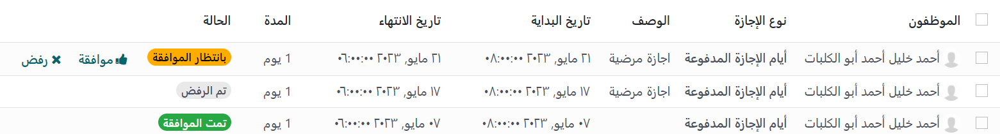 الموظفون نوع الإجازة الوصف تاريخ البداية تاريخ الانتهاء المدة الحالة
أحمد خليل أحمد أبو الكلبات أيام الإجازة المدفوعة اجازة مرضية ٢١ مايو, ٢٠٢٣ ٠٨:٠٠:٠٠ ٢١ مايو, ٢٠٢٣ ٠٦:٠٠:٠٠ 1 يوم بانتظار الموافقة موافقة رفض
أحمد خليل أحمد أبو الكلبات أيام الإجازة المدفوعة اجازة مرضية ١٧ مايو, ٢٠٢٣ ٠٨:٠٠:٠٠ ١٧ مايو, ٢٠٢٣ ٠٦:٠٠:٠٠ 1 يوم تم الرفض
أحمد خليل أحمد أبو الكلبات أيام الإجازة المدفوعة ٠٧ مايو, ٢٠٢٣ ٠٨:٠٠:٠٠ ٠٧ مايو, ٢٠٢٣ ٠٦:٠٠:٠٠ 1 يوم تمت الموافقة